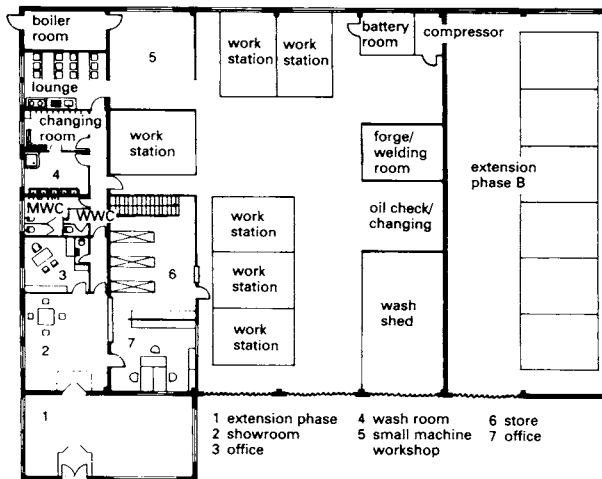 boiler
room
5
work
station
work
station
battery
room
compressor
lounge
changing
room
work
station
forge/
welding
room
extension
phase B
4
MWC
WWC
work
station
oil check/
changing
3
6
work
station
2
7
work
station
wash
shed
1
1 extension phase
2 showroom
3 office
4 wash room
5 small machine
workshop
6 store
7 office